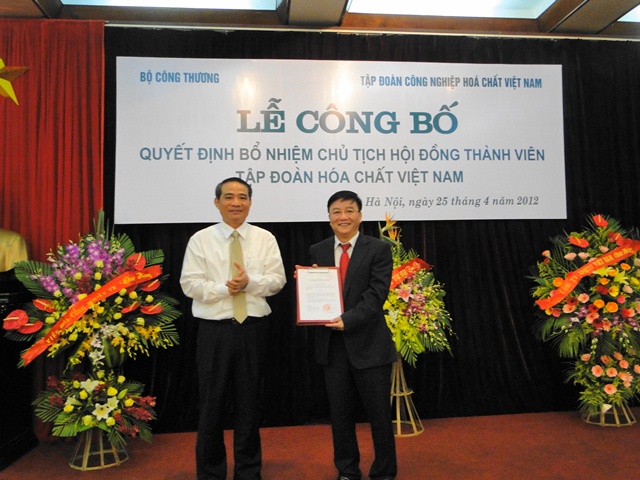 BỘ CÔNG THƯƠNG
TẬP ĐOÀN CÔNG NGHIỆP HOÁ CHẤT VIỆT NAM
LỄ CÔNG BỐ
QUYẾT ĐỊNH BỔ NHIỆM CHỦ TỊCH HỘI ĐỒNG THÀNH VIÊN
TẬP ĐOÀN HÓA CHẤT VIỆT NAM
Hà Nội, ngày 25 tháng 4 năm 2012